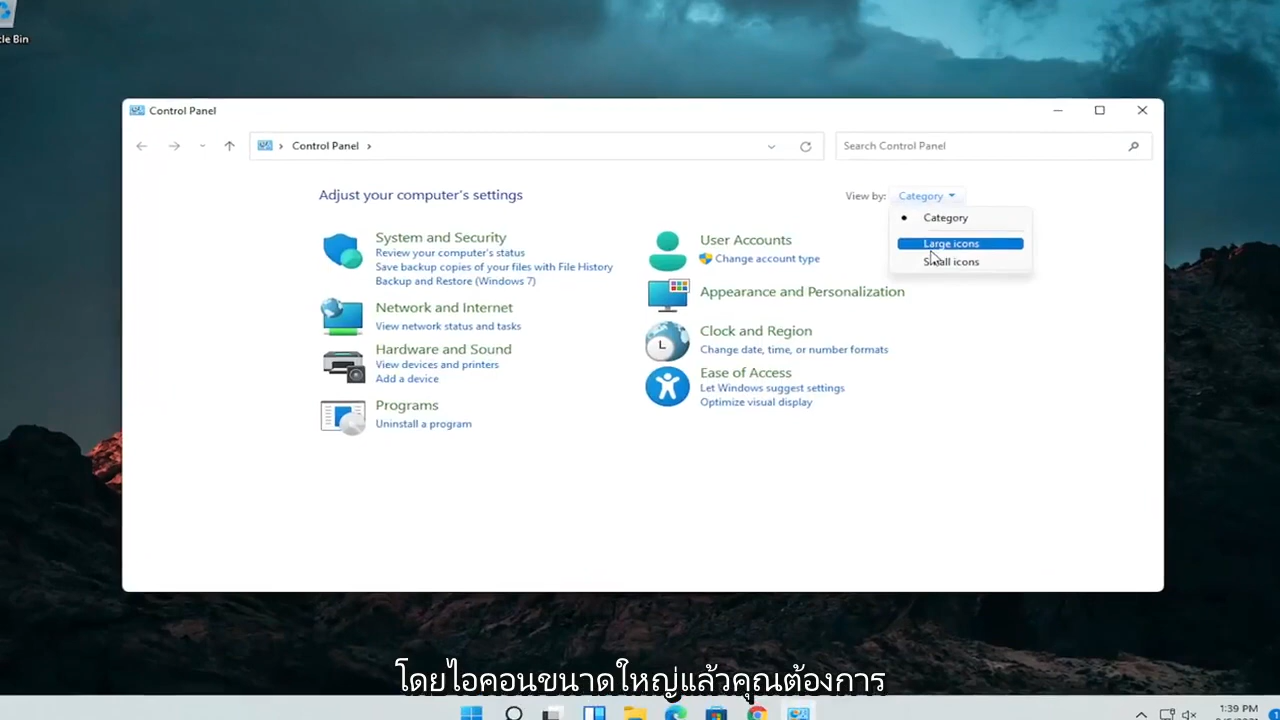 cle Bin
Control Panel
Control Panel
Search Control Panel
Adjust your computer's settings
View by:
Category
Category
Large icons
Small icons
System and Security
Review your computer's status
Save backup copies of your files with File History
Backup and Restore (Windows 7)
Network and Internet
View network status and tasks
Hardware and Sound
View devices and printers
Add a device
Programs
Uninstall a program
User Accounts
Change account type
Appearance and Personalization
Clock and Region
Change date, time, or number formats
Ease of Access
Let Windows suggest settings
Optimize visual display
โดยไอคอนขนาดใหญ่แล้วคุณต้องการ
1:39 PM